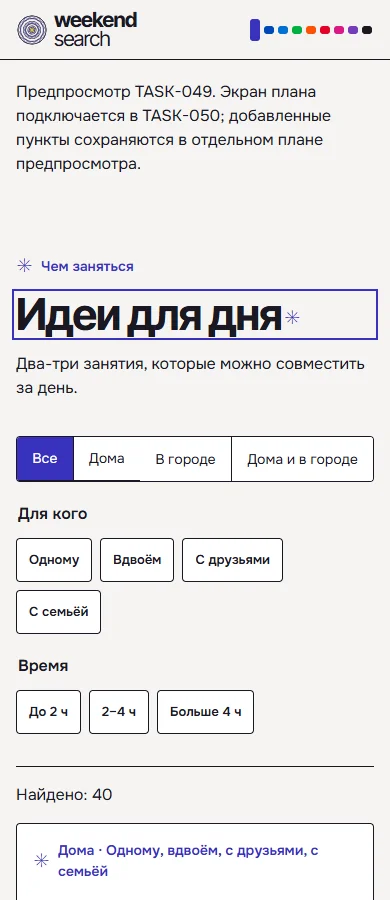 weekend
search
Предпросмотр TASK-049. Экран плана
подключается в TASK-050; добавленные
пункты сохраняются в отдельном плане
предпросмотра.
Чем заняться
Идеи для дня
Два-три занятия, которые можно совместить
за день.
Все Дома В городе Дома и в городе
Для кого
Одному Вдвоём С друзьями
С семьёй
Время
До 2 ч 2–4 ч Больше 4 ч
Найдено: 40
Дома · Одному, вдвоём, с друзьями, с
семьёй